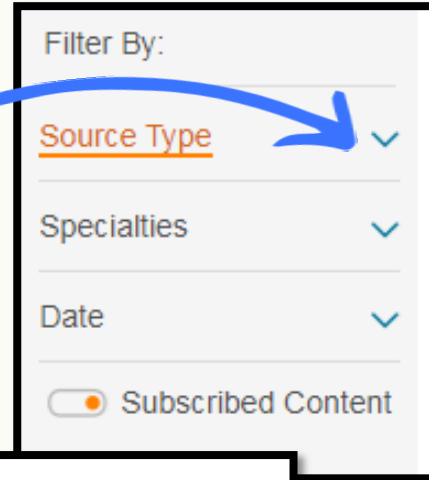 Filter By:
Source Type
Specialties
Date
Subscribed Content